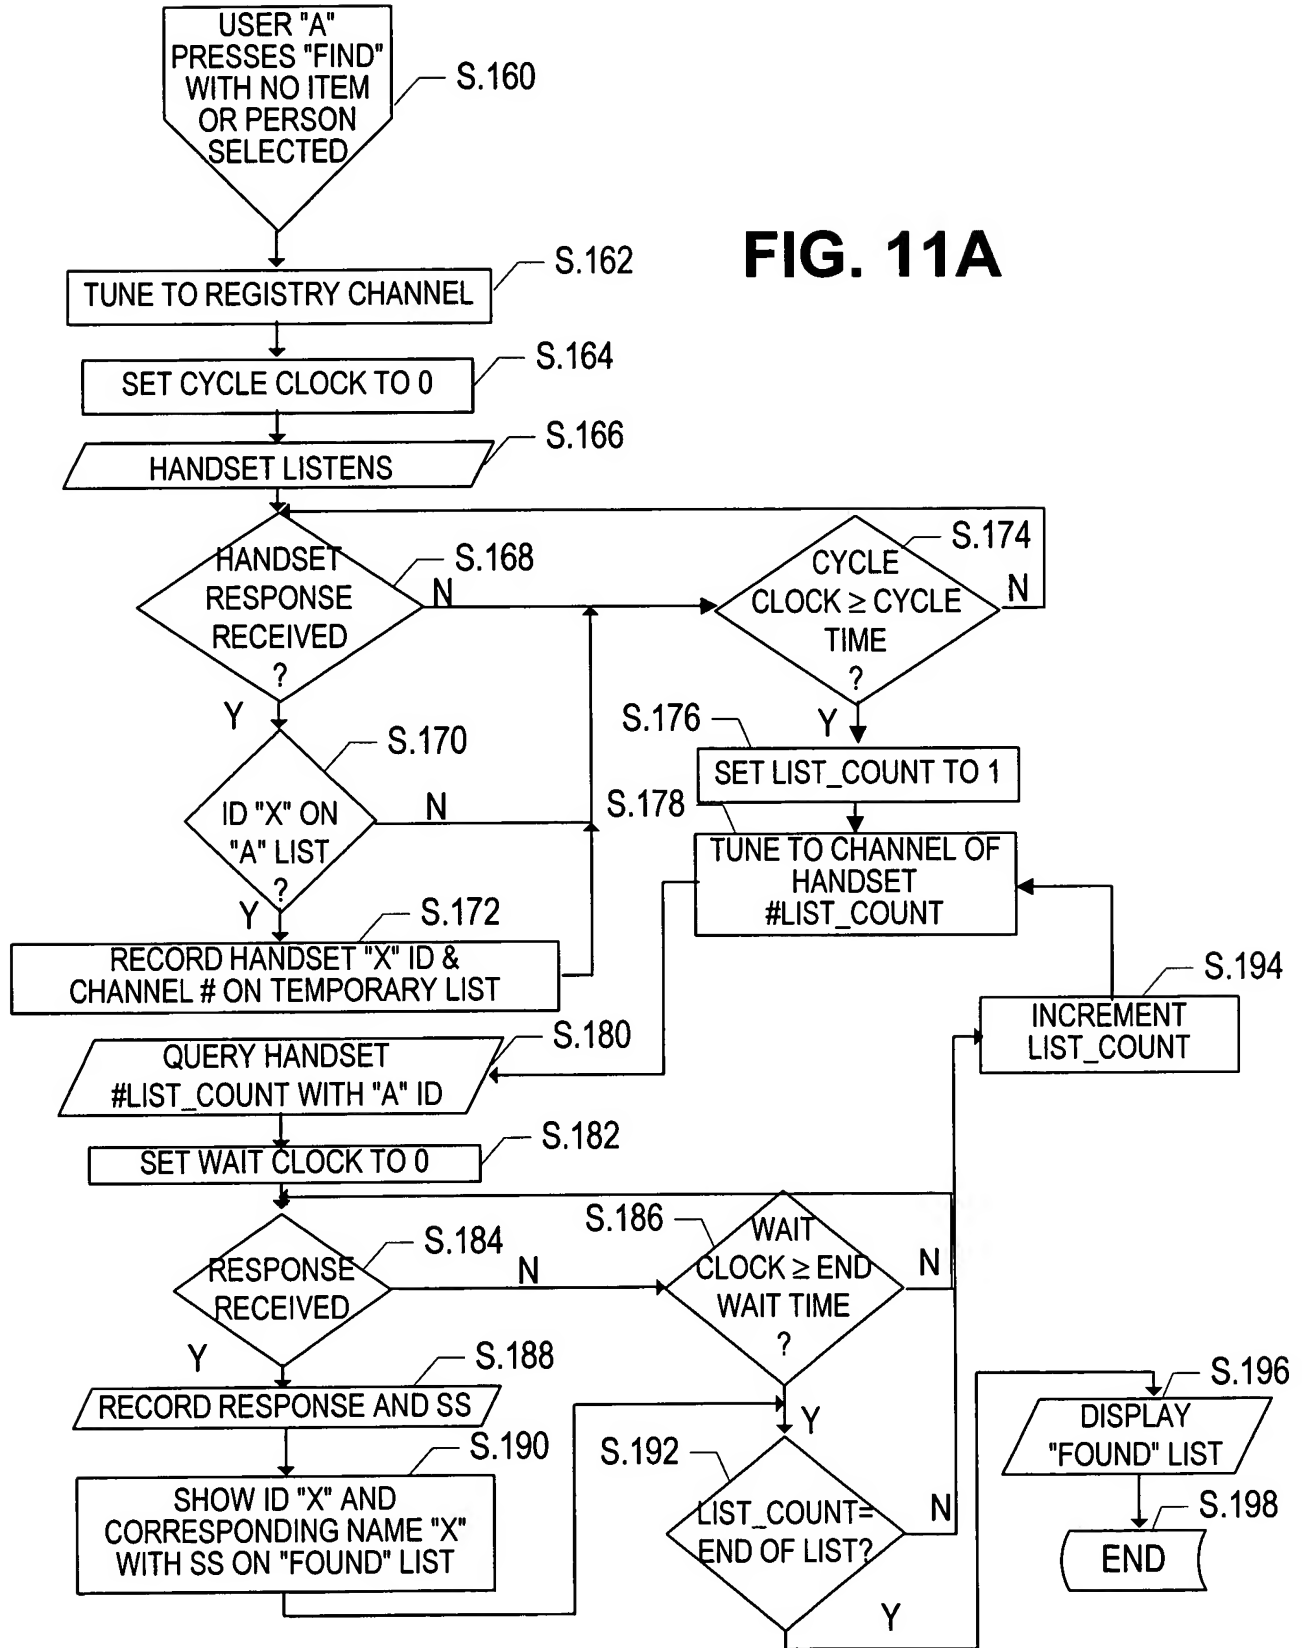 USER "A"
PRESSES "FIND"
WITH NO ITEM
OR PERSON
SELECTED
S.160
FIG. 11A
S.162
TUNE TO REGISTRY CHANNEL
S.164
SET CYCLE CLOCK TO 0
S.166
HANDSET LISTENS
HANDSET
RESPONSE
RECEIVED
?
S.168
N
Y
S.174
CYCLE
CLOCK ≥ CYCLE
TIME
?
N
Y
S.170
ID "X" ON
"A" LIST
?
N
Y
S.176
SET LIST_COUNT TO 1
S.178
TUNE TO CHANNEL OF
HANDSET
#LIST_COUNT
S.172
RECORD HANDSET "X" ID &
CHANNEL # ON TEMPORARY LIST
S.194
INCREMENT
LIST_COUNT
S.180
QUERY HANDSET
#LIST_COUNT WITH "A" ID
S.182
SET WAIT CLOCK TO 0
S.184
RESPONSE
RECEIVED
N
Y
S.186
WAIT
CLOCK ≥ END
WAIT TIME
?
N
Y
S.188
RECORD RESPONSE AND SS
S.190
SHOW ID "X" AND
CORRESPONDING NAME "X"
WITH SS ON "FOUND" LIST
S.192
LIST_COUNT=
END OF LIST?
N
Y
S.196
DISPLAY
"FOUND" LIST
S.198
END